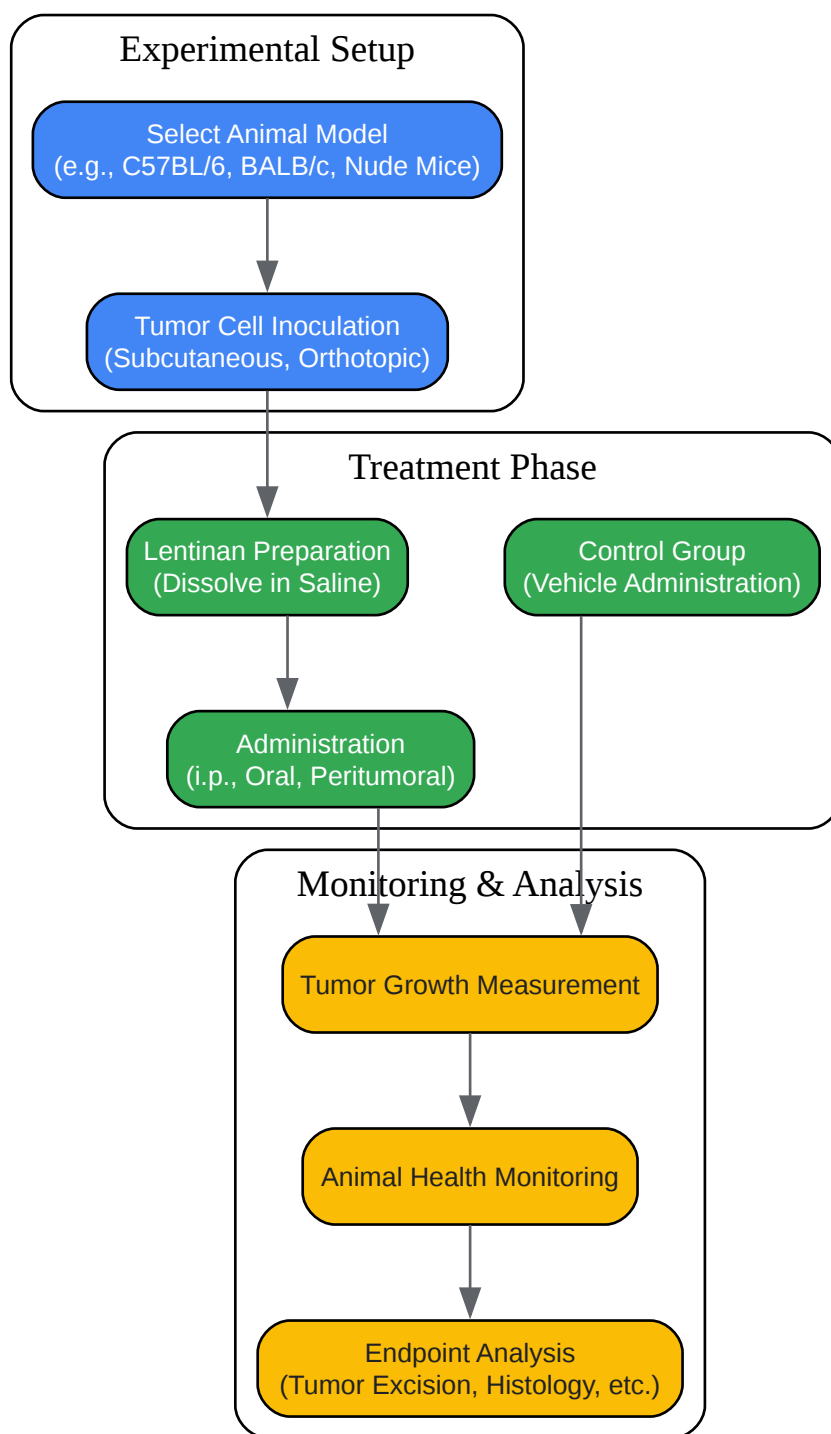 Experimental Setup
Select Animal Model
(e.g., C57BL/6, BALB/c, Nude Mice)
Tumor Cell Inoculation
(Subcutaneous, Orthotopic)
Treatment Phase
Lentinan Preparation
(Dissolve in Saline)
Control Group
(Vehicle Administration)
Administration
(i.p., Oral, Peritumoral)
Monitoring & Analysis
Tumor Growth Measurement
Animal Health Monitoring
Endpoint Analysis
(Tumor Excision, Histology, etc.)